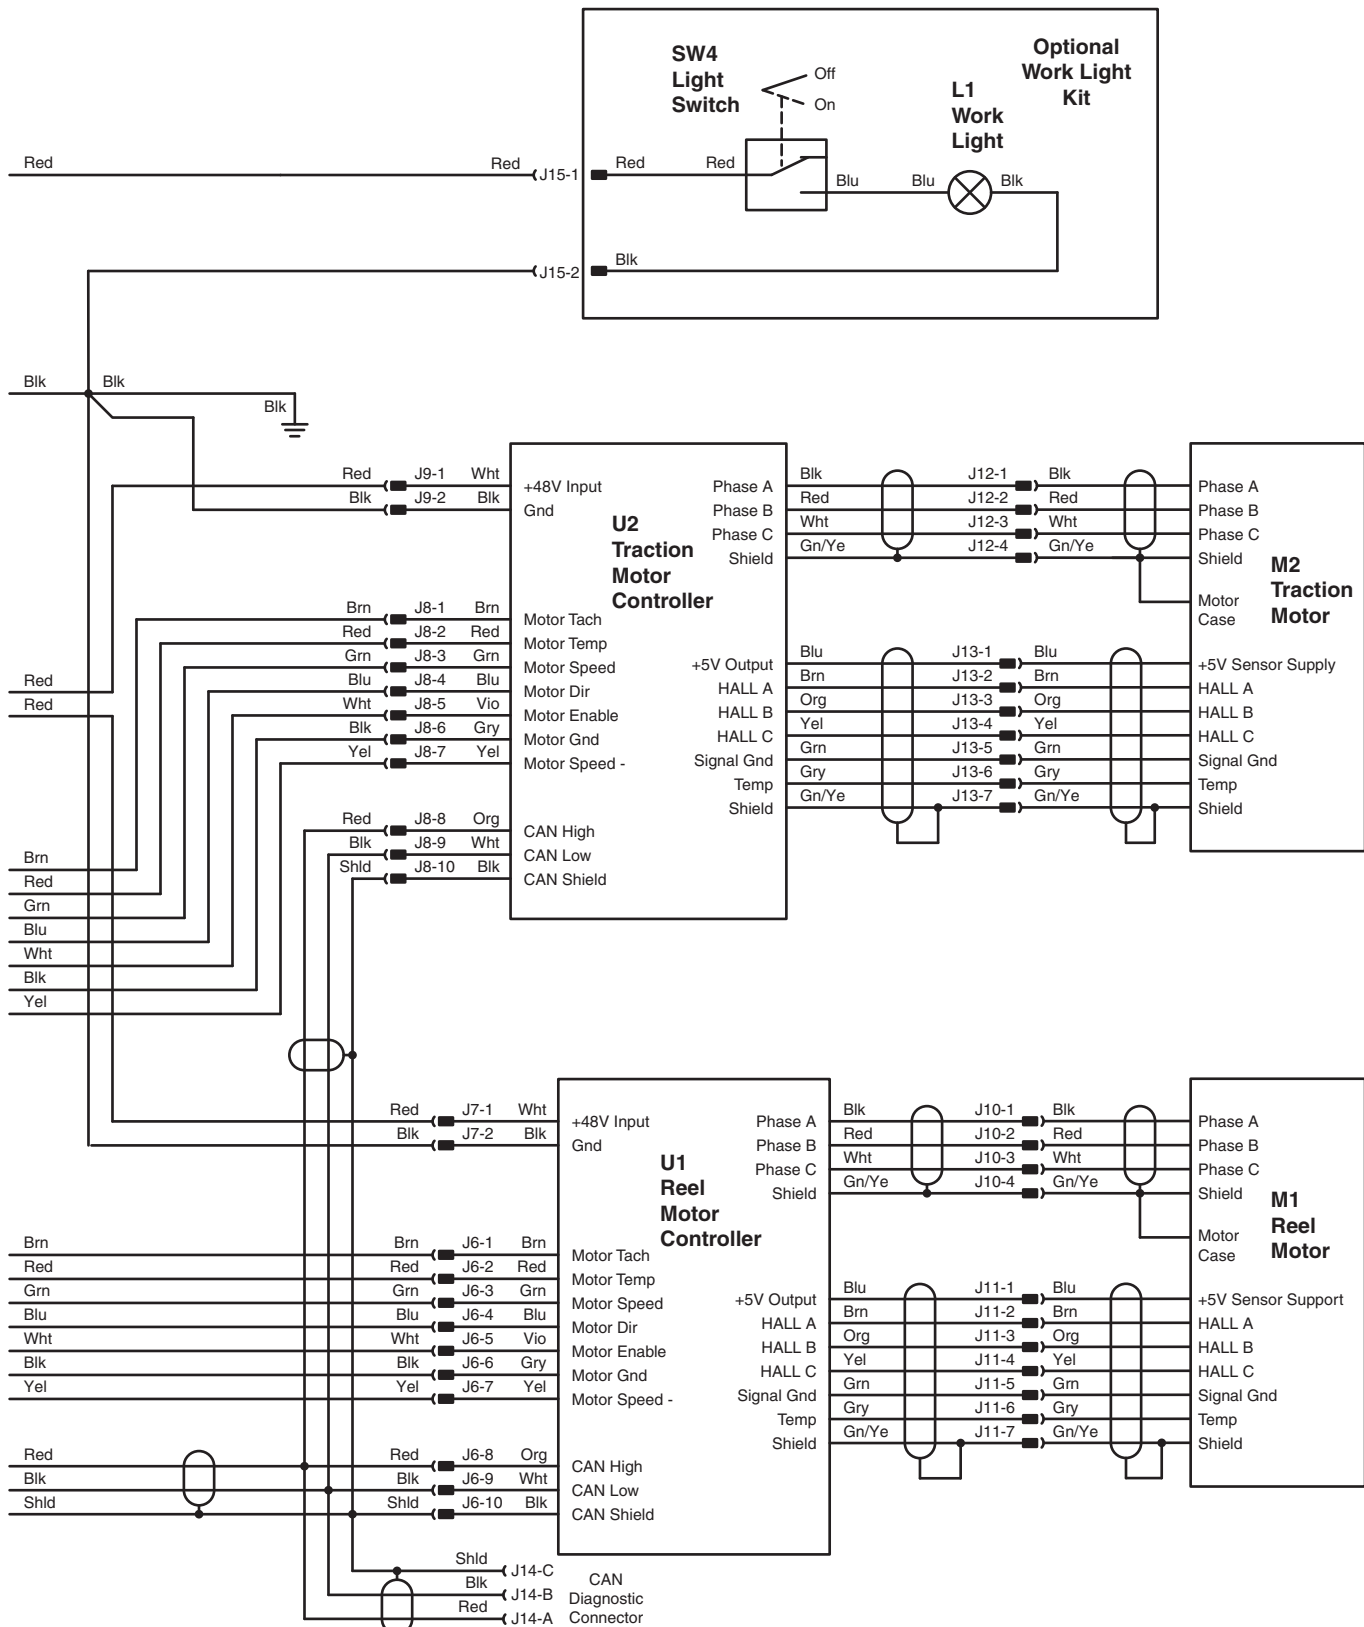 SW4
Light
Switch
Off
On
Optional
Work Light
Kit
L1
Work
Light
Red
Red
J15-1
Red
Red
Blu
Blu
Blk
J15-2
Blk
Blk
Blk
Blk
Red J9-1 Wht
Blk J9-2 Blk
+48V Input
Gnd
U2
Traction
Motor
Controller
Phase A
Phase B
Phase C
Shield
Blk J12-1 Blk
Red J12-2 Red
Wht J12-3 Wht
Gn/Ye J12-4 Gn/Ye
Phase A
Phase B
Phase C
Shield
Motor
Case
M2
Traction
Motor
Brn J8-1 Brn Motor Tach
Red J8-2 Red Motor Temp
Grn J8-3 Grn Motor Speed
Blu J8-4 Blu Motor Dir
Wht J8-5 Vio Motor Enable
Blk J8-6 Gry Motor Gnd
Yel J8-7 Yel Motor Speed -
Red J8-8 Org CAN High
Blk J8-9 Wht CAN Low
Shld J8-10 Blk CAN Shield
+5V Output Blu J13-1 Blu +5V Sensor Supply
HALL A Brn J13-2 Brn HALL A
HALL B Org J13-3 Org HALL B
HALL C Yel J13-4 Yel HALL C
Signal Gnd Grn J13-5 Grn Signal Gnd
Temp Gry J13-6 Gry Temp
Shield Gn/Ye J13-7 Gn/Ye Shield
Red
Red
Brn
Red
Grn
Blu
Wht
Blk
Yel
Red J7-1 Wht +48V Input
Blk J7-2 Blk Gnd
U1
Reel
Motor
Controller
Phase A Blk J10-1 Blk Phase A
Phase B Red J10-2 Red Phase B
Phase C Wht J10-3 Wht Phase C
Shield Gn/Ye J10-4 Gn/Ye Shield
Motor
Case
M1
Reel
Motor
Brn Brn J6-1 Brn Motor Tach
Red Red J6-2 Red Motor Temp
Grn Grn J6-3 Grn Motor Speed
Blu Blu J6-4 Blu Motor Dir
Wht Wht J6-5 Vio Motor Enable
Blk Blk J6-6 Gry Motor Gnd
Yel Yel J6-7 Yel Motor Speed -
+5V Output Blu J11-1 Blu +5V Sensor Support
HALL A Brn J11-2 Brn HALL A
HALL B Org J11-3 Org HALL B
HALL C Yel J11-4 Yel HALL C
Signal Gnd Grn J11-5 Grn Signal Gnd
Temp Gry J11-6 Gry Temp
Shield Gn/Ye J11-7 Gn/Ye Shield
Red Red J6-8 Org CAN High
Blk Blk J6-9 Wht CAN Low
Shld Shld J6-10 Blk CAN Shield
Shld J14-C
Blk J14-B
Red J14-A
CAN
Diagnostic
Connector